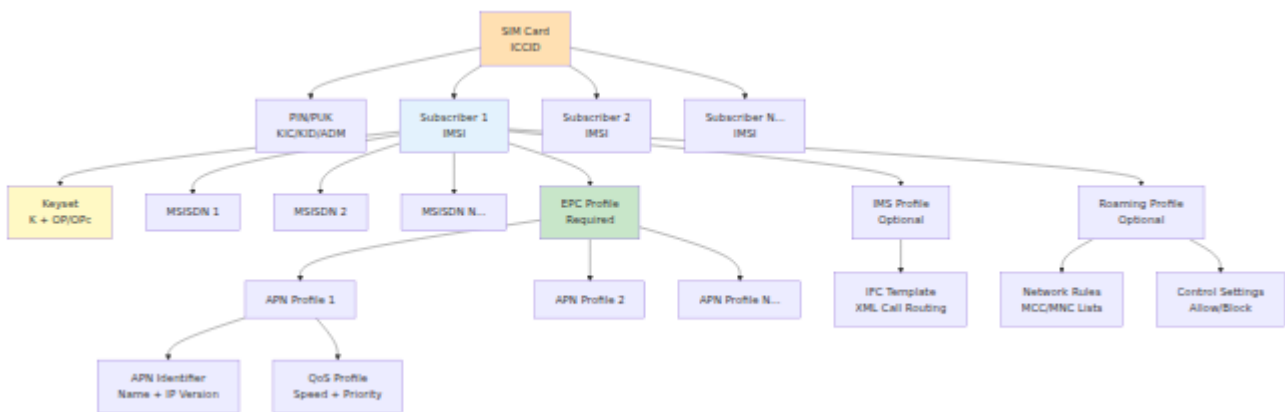 SIM Card
ICCID
PIN/PUK
KIC/KID/ADM
Subscriber 1
IMSI
Subscriber 2
IMSI
Subscriber N...
IMSI
Keyset
K + OP/OPc
MSISDN 1
MSISDN 2
MSISDN N...
EPC Profile
Required
IMS Profile
Optional
Roaming Profile
Optional
APN Profile 1
APN Profile 2
APN Profile N...
IFC Template
XML Call Routing
Network Rules
MCC/MNC Lists
Control Settings
Allow/Block
APN Identifier
Name + IP Version
QoS Profile
Speed + Priority